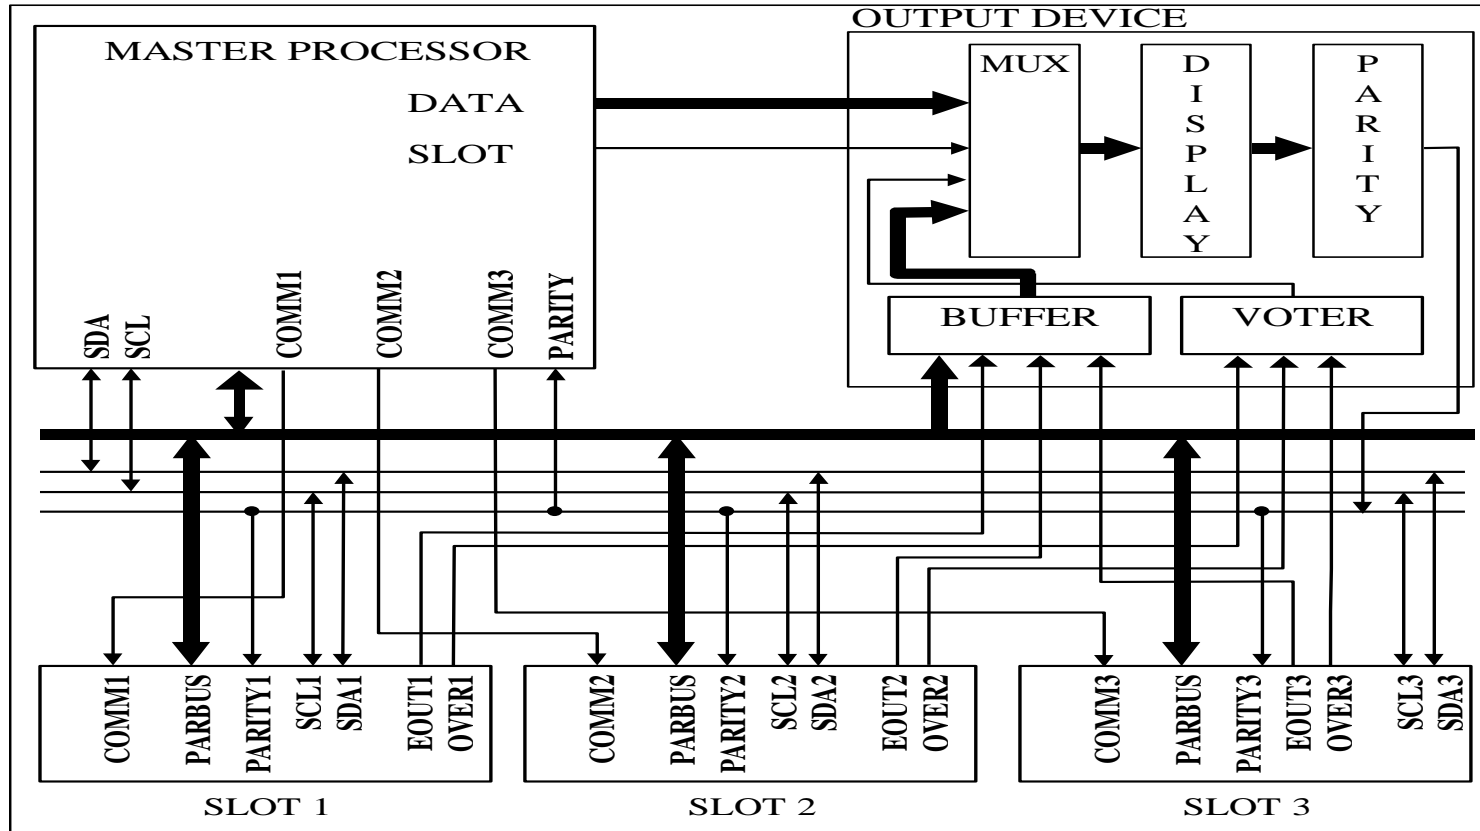 OUTPUT DEVICE
MASTER PROCESSOR
DATA
SLOT
SDA
SCL
COMM1
COMM2
COMM3
PARITY
MUX
DISPLAY
PARITY
BUFFER
VOTER
COMM1
PARBUS
PARITY1
SCL1
SDA1
EOUT1
OVER1
SLOT 1
COMM2
PARBUS
PARITY2
SCL2
SDA2
EOUT2
OVER2
SLOT 2
COMM3
PARBUS
PARITY3
EOUT3
OVER3
SCL3
SDA3
SLOT 3